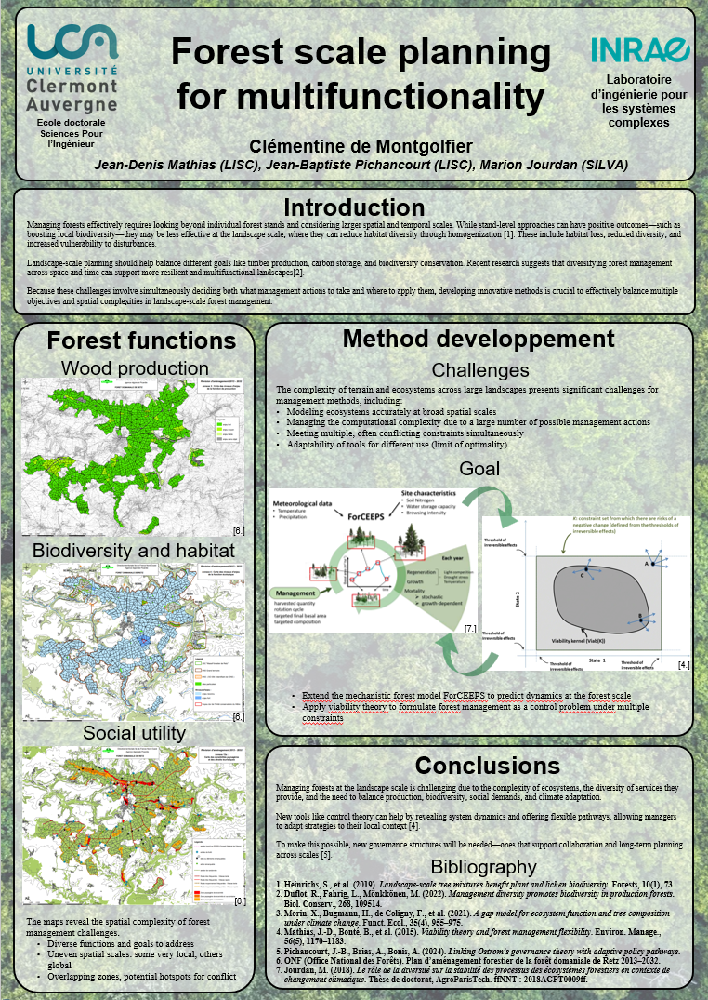 UCA
UNIVERSITÉ
Clermont
Auvergne
Ecole doctorale
Sciences Pour
l'Ingénieur
Forest scale planning
for multifunctionality
INRAE
Laboratoire
d'ingénierie pour
les systèmes
complexes
Clémentine de Montgolfier
Jean-Denis Mathias (LISC), Jean-Baptiste Pichancourt (LISC), Marion Jourdan (SILVA)
Introduction
Managing forests effectively requires looking beyond individual forest stands and considering larger spatial and temporal scales. While stand-level approaches can have positive outcomes—such as
boosting local biodiversity—they may be less effective at the landscape scale, where they can reduce habitat diversity through homogenization [1]. These include habitat loss, reduced diversity, and
increased vulnerability to disturbances.
Landscape-scale planning should help balance different goals like timber production, carbon storage, and biodiversity conservation. Recent research suggests that diversifying forest management
across space and time can support more resilient and multifunctional landscapes[2].
Because these challenges involve simultaneously deciding both what management actions to take and where to apply them, developing innovative methods is crucial to effectively balance multiple
objectives and spatial complexities in landscape-scale forest management.
Forest functions
Wood production
[6.]
Biodiversity and habitat
[6.]
Social utility
[6.]
The maps reveal the spatial complexity of forest
management challenges.
• Diverse functions and goals to address
• Uneven spatial scales: some very local, others
global
• Overlapping zones, potential hotspots for conflict
Method developpement
Challenges
The complexity of terrain and ecosystems across large landscapes presents significant challenges for
management methods, including:
• Modeling ecosystems accurately at broad spatial scales
• Managing the computational complexity due to a large number of possible management actions
• Meeting multiple, often conflicting constraints simultaneously
• Adaptability of tools for different use (limit of optimality)
Goal
Meteorological data
• Temperature
• Precipitation
ForCEEPS
Site characteristics
• Soil Nitrogen
• Water storage capacity
• Browsing intensity
Each year
Regeneration
Growth
Mortality
Light competition
Drought stress
Temperature
➢ stochastic
➢ growth-dependent
Management
harvested quantity
rotation cycle
targeted final basal area
targeted composition
[7.]
K: constraint set from which there are risks of a
negative change (defined from the thresholds of
irreversible effects)
Threshold of
irreversible effects
A
C
B
State 2
Viability kernel (Viab(K))
Threshold of
irreversible effects
State 1
Threshold of
irreversible effects
Threshold of
irreversible effects
[4.]
• Extend the mechanistic forest model ForCEEPS to predict dynamics at the forest scale
• Apply viability theory to formulate forest management as a control problem under multiple
constraints
Conclusions
Managing forests at the landscape scale is challenging due to the complexity of ecosystems, the diversity of services they
provide, and the need to balance production, biodiversity, social demands, and climate adaptation.
New tools like control theory can help by revealing system dynamics and offering flexible pathways, allowing managers
to adapt strategies to their local context [4].
To make this possible, new governance structures will be needed—ones that support collaboration and long-term planning
across scales [5].
Bibliography
1. Heinrichs, S., et al. (2019). Landscape-scale tree mixtures benefit plant and lichen biodiversity. Forests, 10(1), 73.
2. Duflot, R., Fahrig, L., Mönkkönen, M. (2022). Management diversity promotes biodiversity in production forests.
Biol. Conserv., 268, 109514.
3. Morin, X., Bugmann, H., de Coligny, F., et al. (2021). A gap model for ecosystem function and tree composition
under climate change. Funct. Ecol., 35(4), 955–975.
4. Mathias, J.-D., Bonté, B., et al. (2015). Viability theory and forest management flexibility. Environ. Manage.,
56(5), 1170–1183.
5. Pichancourt, J.-B., Brias, A., Bonis, A. (2024). Linking Ostrom's governance theory with adaptive policy pathways.
6. ONF (Office National des Forêts). Plan d'aménagement forestier de la forêt domaniale de Retz 2013–2032.
7. Jourdan, M. (2018). Le rôle de la diversité sur la stabilité des processus des écosystèmes forestiers en contexte de
changement climatique. Thèse de doctorat, AgroParisTech. ffNNT : 2018AGPT0009ff.